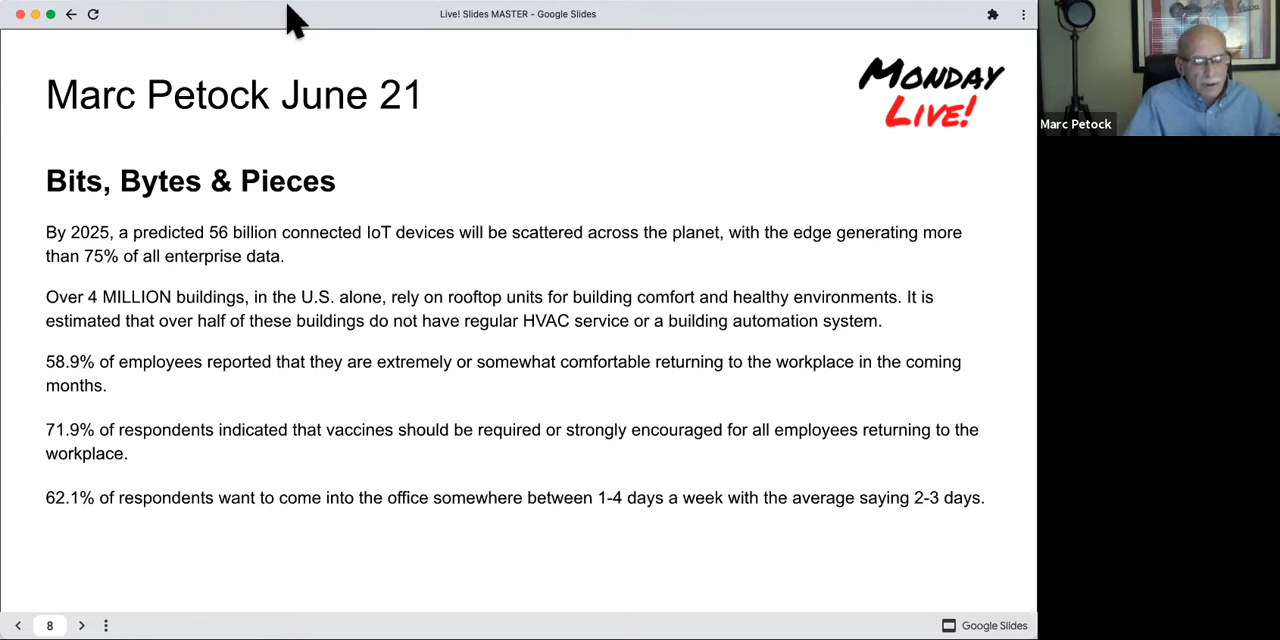 Live! Slides MASTER - Google Slides
Marc Petock June 21
MONDAY
LIVE!
Marc Petock
Bits, Bytes & Pieces
By 2025, a predicted 56 billion connected IoT devices will be scattered across the planet, with the edge generating more
than 75% of all enterprise data.
Over 4 MILLION buildings, in the U.S. alone, rely on rooftop units for building comfort and healthy environments. It is
estimated that over half of these buildings do not have regular HVAC service or a building automation system.
58.9% of employees reported that they are extremely or somewhat comfortable returning to the workplace in the coming
months.
71.9% of respondents indicated that vaccines should be required or strongly encouraged for all employees returning to the
workplace.
62.1% of respondents want to come into the office somewhere between 1-4 days a week with the average saying 2-3 days.
8
Google Slides